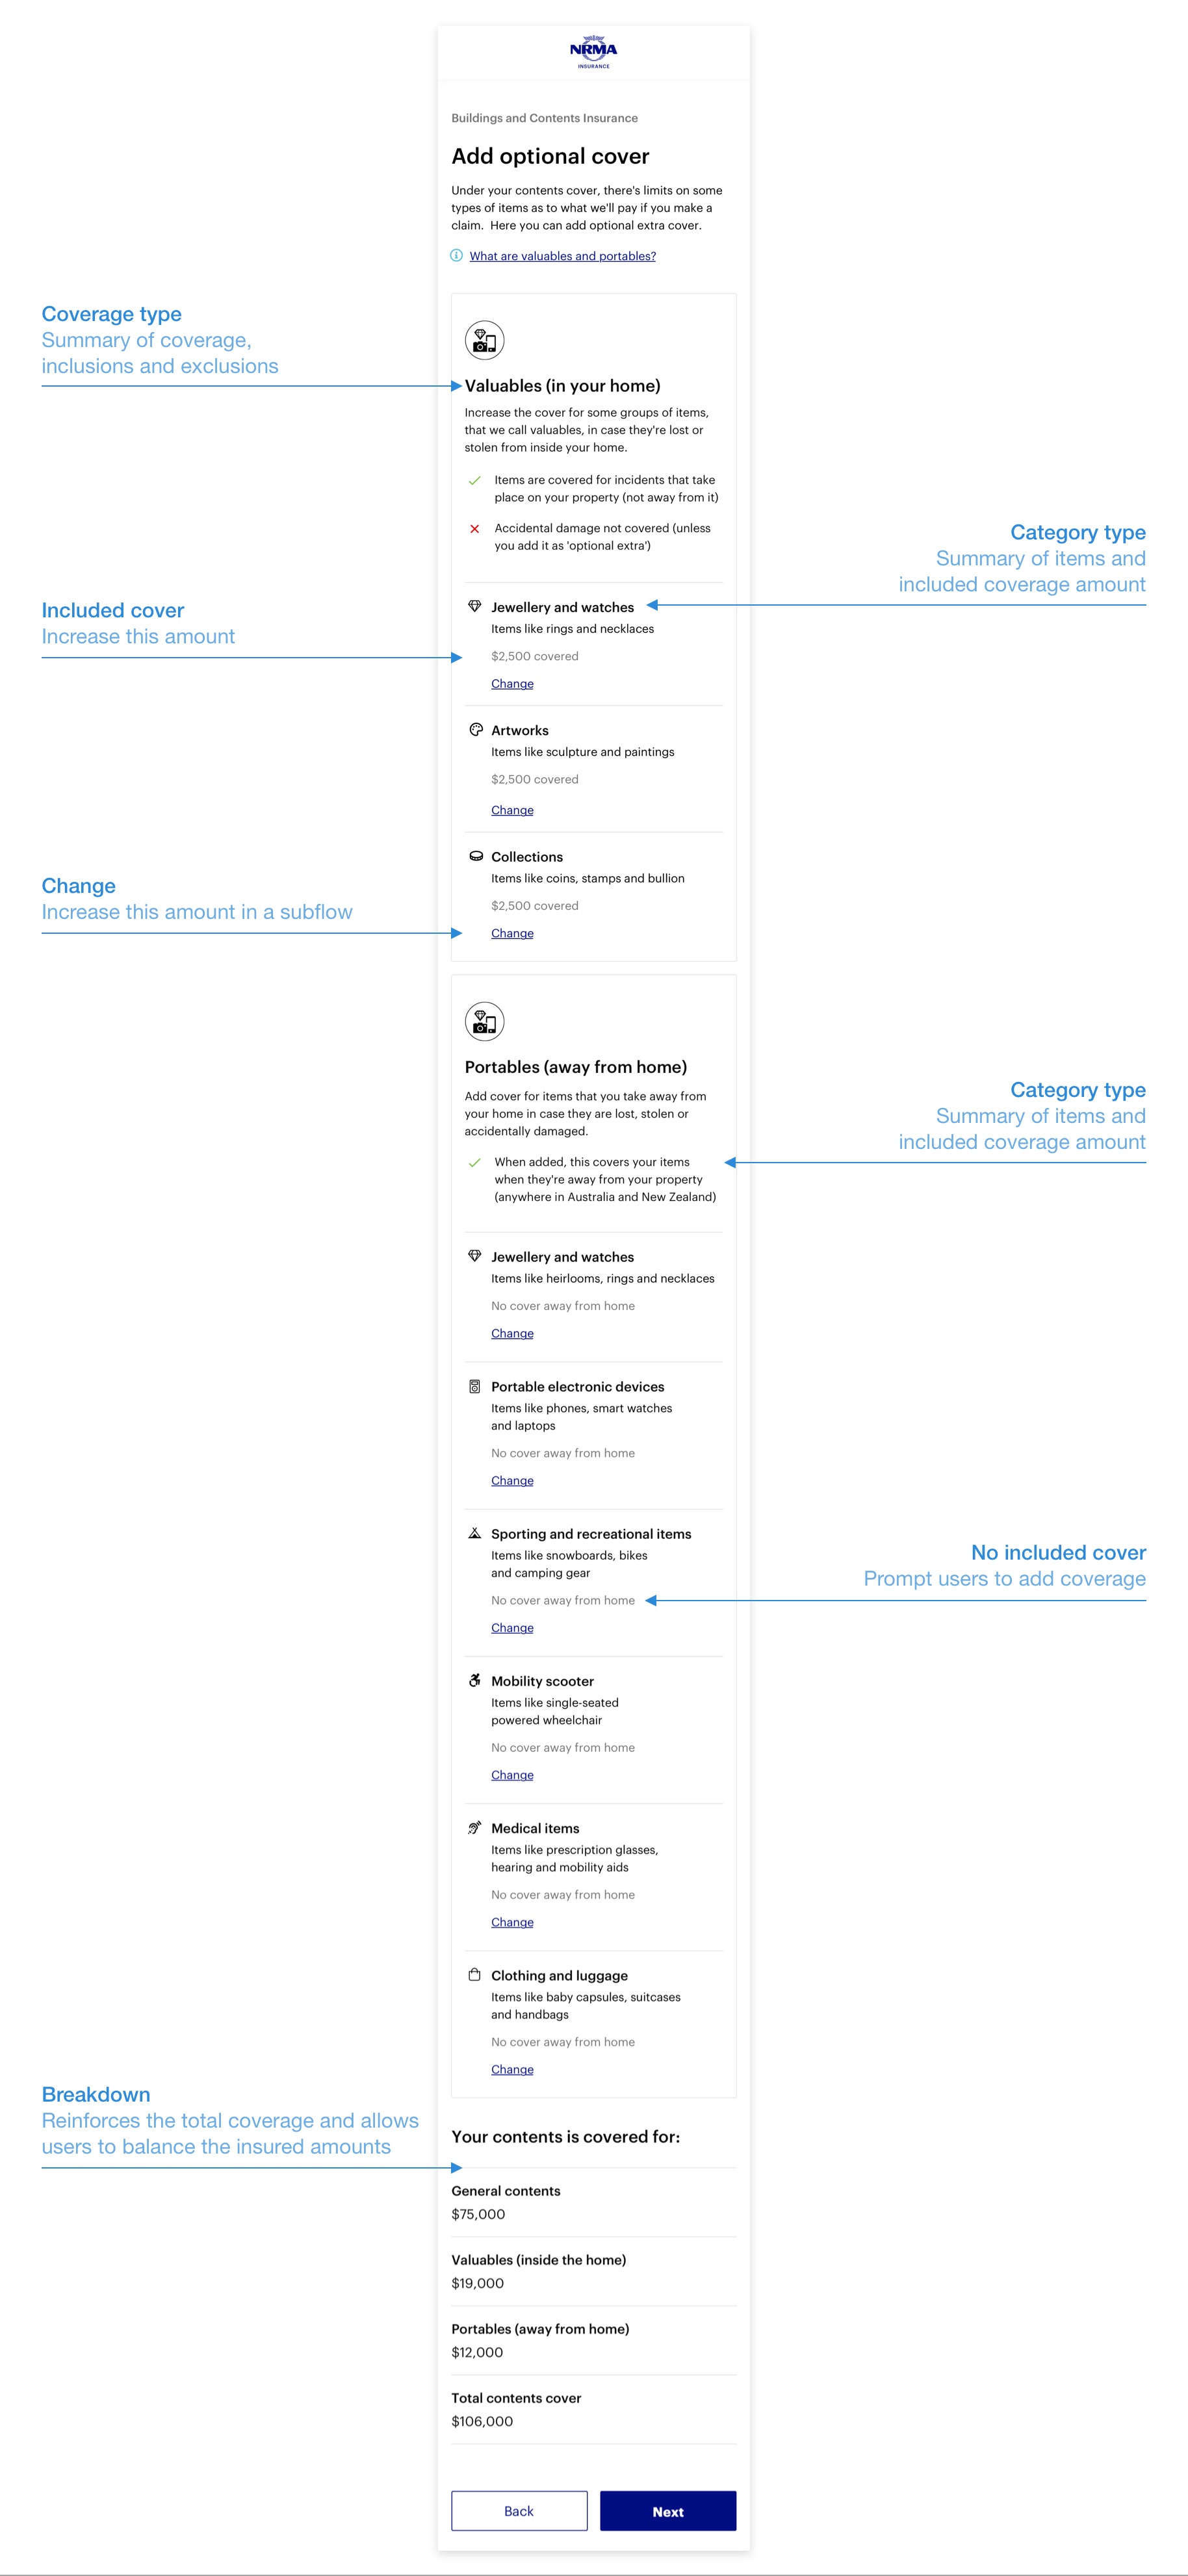 NRMA
INSURANCE
Buildings and Contents Insurance
Add optional cover
Under your contents cover, there's limits on some
types of items as to what we'll pay if you make a
claim. Here you can add optional extra cover.
What are valuables and portables?
Coverage type
Summary of coverage,
inclusions and exclusions
Valuables (in your home)
Increase the cover for some groups of items,
that we call valuables, in case they're lost or
stolen from inside your home.
Items are covered for incidents that take
place on your property (not away from it)
Accidental damage not covered (unless
you add it as 'optional extra')
Category type
Summary of items and
included coverage amount
Included cover
Increase this amount
Jewellery and watches
Items like rings and necklaces
$2,500 covered
Change
Artworks
Items like sculpture and paintings
$2,500 covered
Change
Collections
Items like coins, stamps and bullion
$2,500 covered
Change
Change
Increase this amount in a subflow
Portables (away from home)
Add cover for items that you take away from
your home in case they are lost, stolen or
accidentally damaged.
When added, this covers your items
when they're away from your property
(anywhere in Australia and New Zealand)
Category type
Summary of items and
included coverage amount
Jewellery and watches
Items like heirlooms, rings and necklaces
No cover away from home
Change
Portable electronic devices
Items like phones, smart watches
and laptops
No cover away from home
Change
Sporting and recreational items
Items like snowboards, bikes
and camping gear
No cover away from home
Change
No included cover
Prompt users to add coverage
Mobility scooter
Items like single-seated
powered wheelchair
No cover away from home
Change
Medical items
Items like prescription glasses,
hearing and mobility aids
No cover away from home
Change
Clothing and luggage
Items like baby capsules, suitcases
and handbags
No cover away from home
Change
Breakdown
Reinforces the total coverage and allows
users to balance the insured amounts
Your contents is covered for:
General contents
$75,000
Valuables (inside the home)
$19,000
Portables (away from home)
$12,000
Total contents cover
$106,000
Back
Next